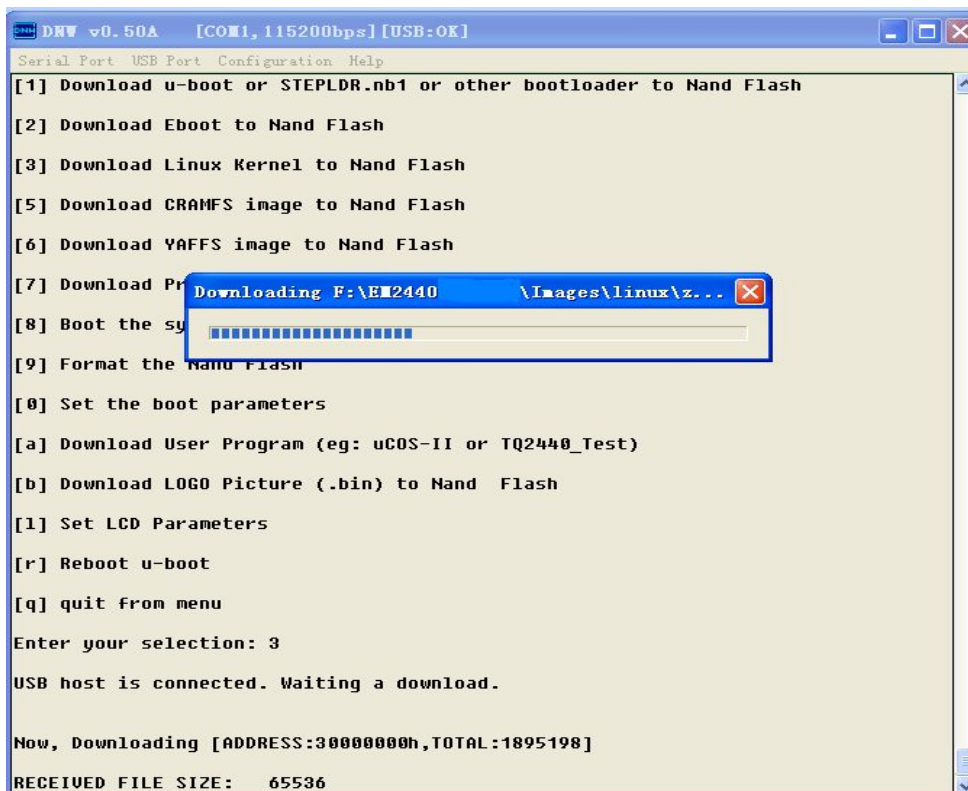 DNW v0.50A [COM1,115200bps][USB:OK]
Serial Port USB Port Configuration Help
[1] Download u-boot or STEPLDR.nb1 or other bootloader to Nand Flash
[2] Download Eboot to Nand Flash
[3] Download Linux Kernel to Nand Flash
[5] Download CRAMFS image to Nand Flash
[6] Download YAFFS image to Nand Flash
[7] Download Pr
Downloading F:\EM2440 \Images\linux\z...
[8] Boot the sy
[9] Format the Nand Flash
[0] Set the boot parameters
[a] Download User Program (eg: uCOS-II or TQ2440_Test)
[b] Download LOGO Picture (.bin) to Nand  Flash
[l] Set LCD Parameters
[r] Reboot u-boot
[q] quit from menu
Enter your selection: 3
USB host is connected. Waiting a download.
Now, Downloading [ADDRESS:30000000h,TOTAL:1895198]
RECEIVED FILE SIZE:   65536